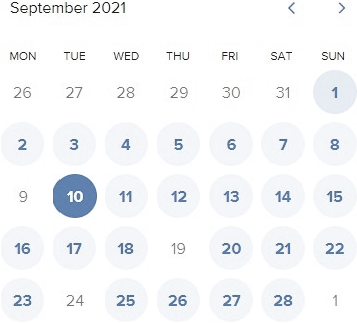 September 2021
MON TUE WED THU FRI SAT SUN
26 27 28 29 30 31 1
2 3 4 5 6 7 8
9 10 11 12 13 14 15
16 17 18 19 20 21 22
23 24 25 26 27 28 1